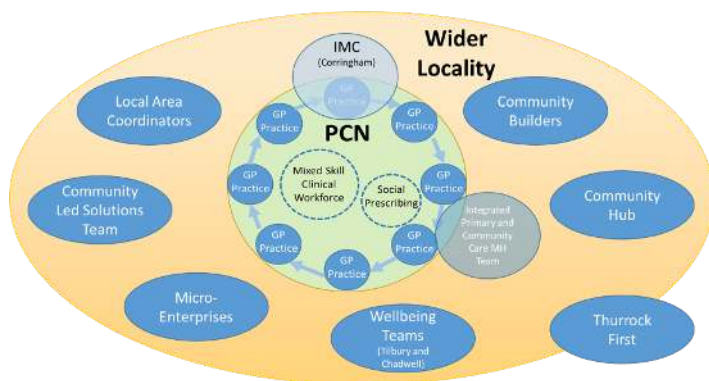 IMC
(Corringham)
Wider
Locality
Local Area
Coordinators
Community
Builders
GP
Practice
GP
Practice
GP
Practice
PCN
Mixed Skill
Clinical
Workforce
Social
Prescribing
GP
Practice
GP
Practice
GP
Practice
GP
Practice
GP
Practice
Community
Led Solutions
Team
Integrated
Primary and
Community
Care MH
Team
Community
Hub
Micro-
Enterprises
Wellbeing
Teams
(Tilbury and
Chadwell)
Thurrock
First